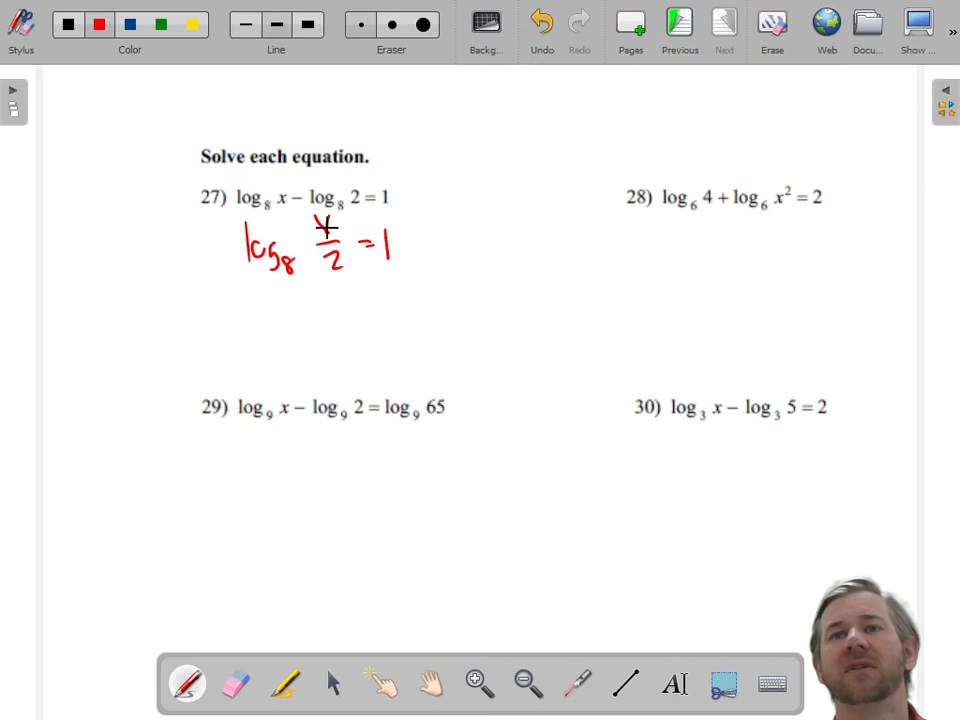 Stylus Color Line Eraser Backg... Undo Redo Pages Previous Next Erase Web Docu... Show ... »
Solve each equation.
27) log₈ x − log₈ 2 = 1
28) log₆ 4 + log₆ x² = 2
log₈ x/2 = 1
29) log₉ x − log₉ 2 = log₉ 65
30) log₃ x − log₃ 5 = 2